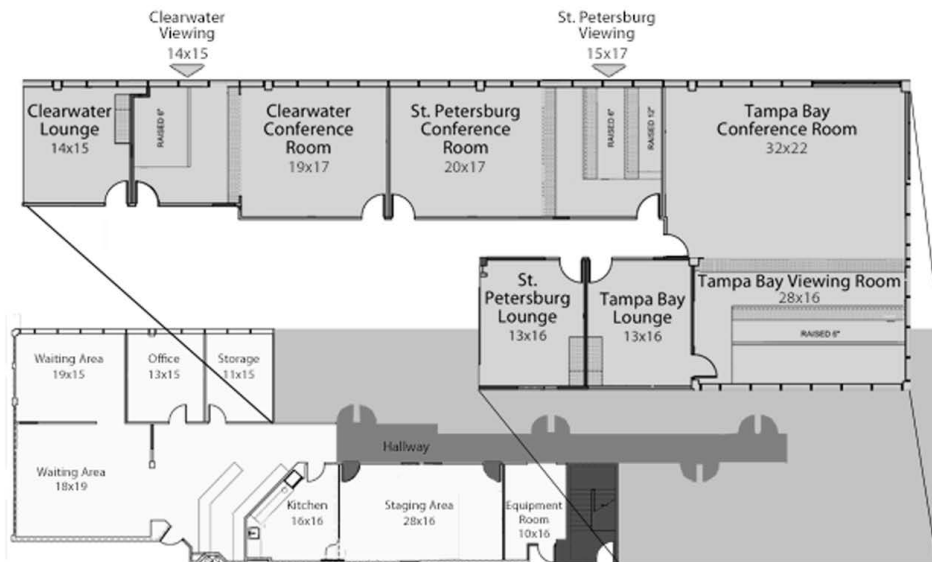 Clearwater
Viewing
14x15
St. Petersburg
Viewing
15x17
Clearwater
Lounge
14x15
RAISED 6"
Clearwater
Conference
Room
19x17
St. Petersburg
Conference
Room
20x17
RAISED 6"
RAISED 12"
Tampa Bay
Conference Room
32x22
St.
Petersburg
Lounge
13x16
Tampa Bay
Lounge
13x16
Tampa Bay Viewing Room
28x16
RAISED 6"
Waiting Area
19x15
Office
13x15
Storage
11x15
Hallway
Waiting Area
18x19
Kitchen
16x16
Staging Area
28x16
Equipment
Room
10x16